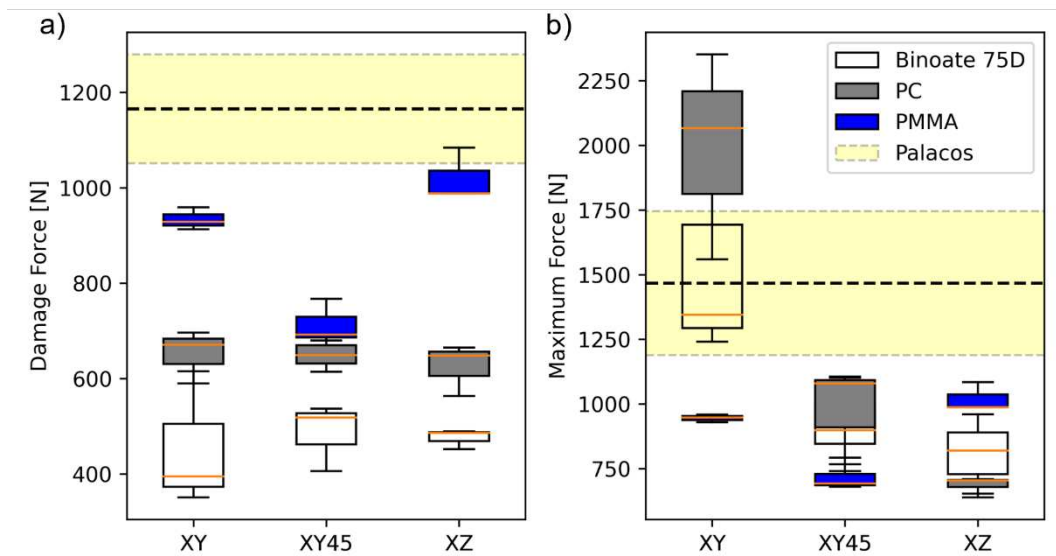 a)
Damage Force [N]
1200
1000
800
600
400
XY
XY45
XZ
b)
Maximum Force [N]
2250
2000
1750
1500
1250
1000
750
XY
XY45
XZ
Binoate 75D
PC
PMMA
Palacos